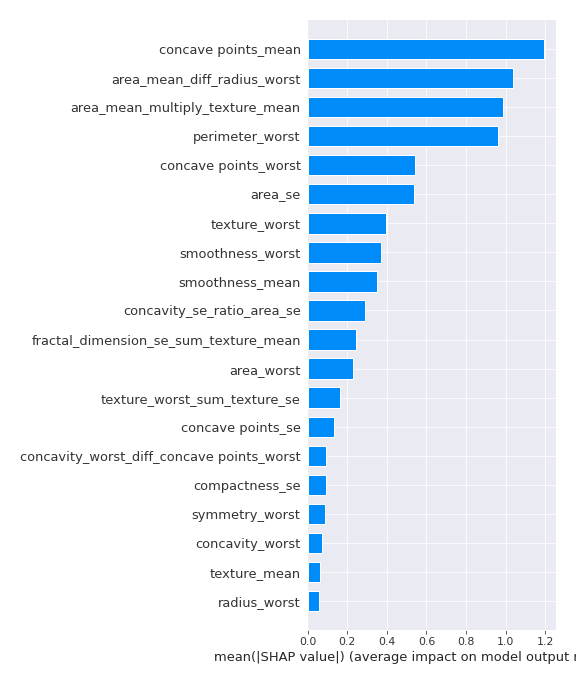 concave points_mean
area_mean_diff_radius_worst
area_mean_multiply_texture_mean
perimeter_worst
concave points_worst
area_se
texture_worst
smoothness_worst
smoothness_mean
concavity_se_ratio_area_se
fractal_dimension_se_sum_texture_mean
area_worst
texture_worst_sum_texture_se
concave points_se
concavity_worst_diff_concave points_worst
compactness_se
symmetry_worst
concavity_worst
texture_mean
radius_worst
0.0 0.2 0.4 0.6 0.8 1.0 1.2
mean(|SHAP value|) (average impact on model output